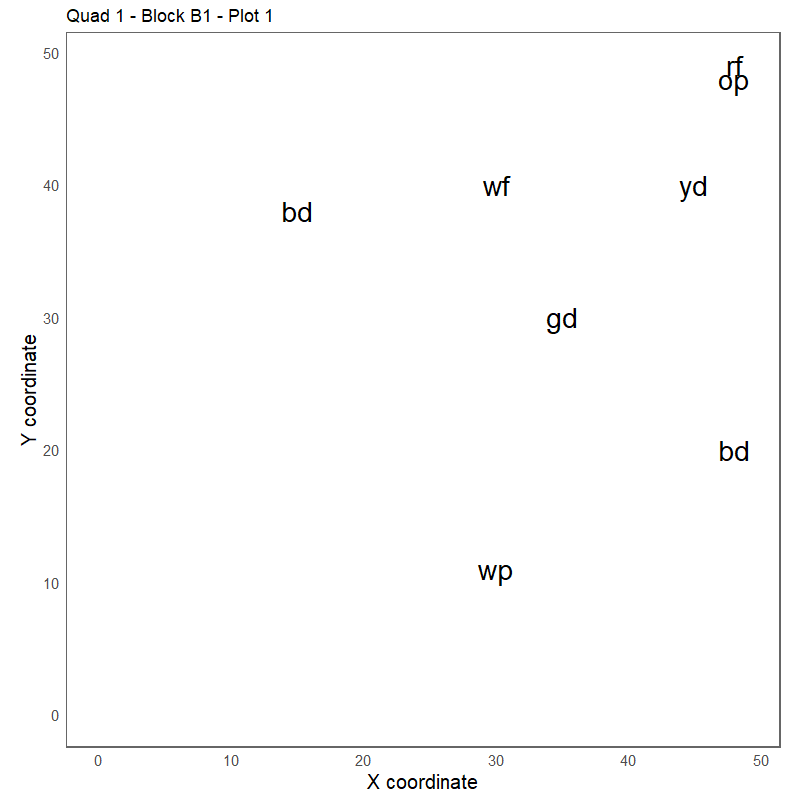 Quad 1 - Block B1 - Plot 1
50
rf
op
40
wf
yd
bd
30
gd
Y coordinate
20
bd
10
wp
0
0 10 20 30 40 50
X coordinate